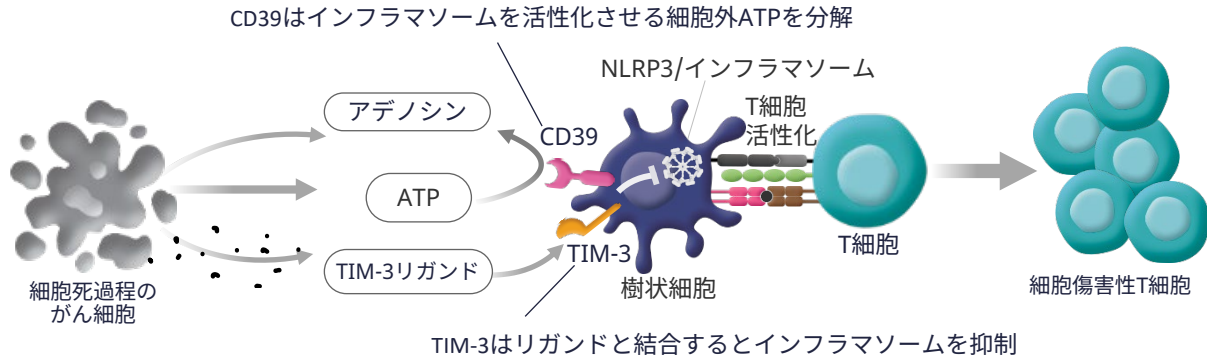 CD39はインフラマソームを活性化させる細胞外ATPを分解
NLRP3/インフラマソーム
アデノシン
T細胞
活性化
CD39
ATP
TIM-3リガンド
TIM-3
T細胞
樹状細胞
細胞死過程の
がん細胞
細胞傷害性T細胞
TIM-3はリガンドと結合するとインフラマソームを抑制